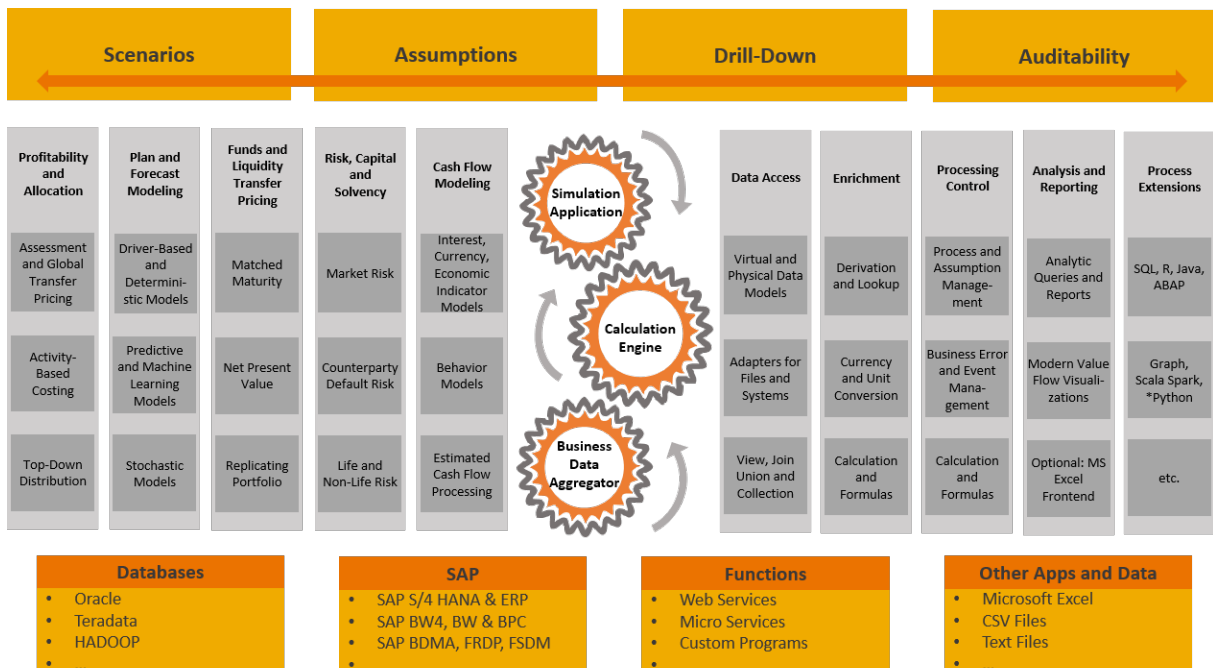 Scenarios
Assumptions
Drill-Down
Auditability
Profitability
and
Allocation
Assessment
and Global
Transfer
Pricing
Activity-
Based
Costing
Top-Down
Distribution
Plan and
Forecast
Modeling
Driver-Based
and
Determini-
stic Models
Predictive
and Machine
Learning
Models
Stochastic
Models
Funds and
Liquidity
Transfer
Pricing
Matched
Maturity
Net Present
Value
Replicating
Portfolio
Risk, Capital
and
Solvency
Market Risk
Counterparty
Default Risk
Life and
Non-Life Risk
Cash Flow
Modeling
Interest,
Currency,
Economic
Indicator
Models
Behavior
Models
Estimated
Cash Flow
Processing
Simulation
Application
Calculation
Engine
Business
Data
Aggregator
Data Access
Virtual and
Physical Data
Models
Adapters for
Files and
Systems
View, Join
Union and
Collection
Enrichment
Derivation
and Lookup
Currency
and Unit
Conversion
Calculation
and
Formulas
Processing
Control
Process and
Assumption
Manage-
ment
Business Error
and Event
Mana-
gement
Calculation
and
Formulas
Analysis and
Reporting
Analytic
Queries and
Reports
Modern Value
Flow Visuali-
zations
Optional: MS
Excel
Frontend
Process
Extensions
SQL, R, Java,
ABAP
Graph,
Scala Spark,
*Python
etc.
Databases
• Oracle
• Teradata
• HADOOP
SAP
• SAP S/4 HANA & ERP
• SAP BW4, BW & BPC
• SAP BDMA, FRDP, FSDM
Functions
• Web Services
• Micro Services
• Custom Programs
Other Apps and Data
• Microsoft Excel
• CSV Files
• Text Files